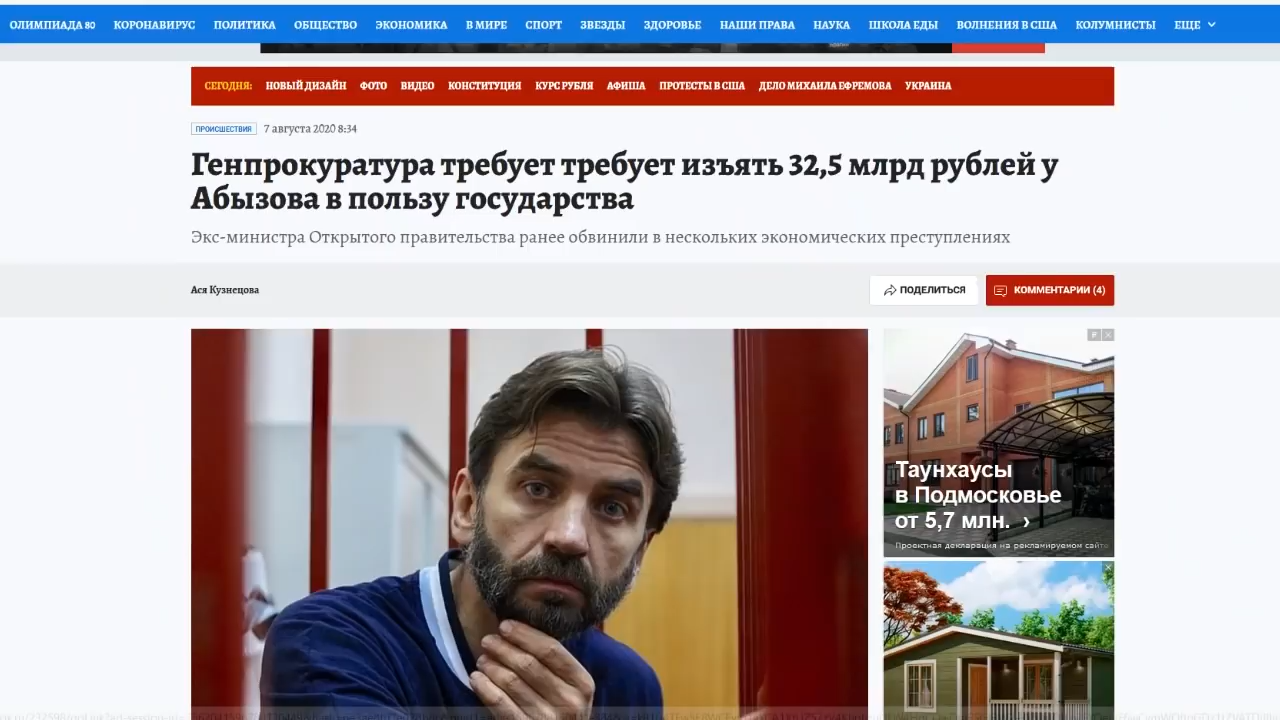 ОЛИМПИАДА 80 КОРОНАВИРУС ПОЛИТИКА ОБЩЕСТВО ЭКОНОМИКА В МИРЕ СПОРТ ЗВЕЗДЫ ЗДОРОВЬЕ НАШИ ПРАВА НАУКА ШКОЛА ЕДЫ ВОЛНЕНИЯ В США КОЛУМНИСТЫ ЕЩЕ
СЕГОДНЯ: НОВЫЙ ДИЗАЙН ФОТО ВИДЕО КОНСТИТУЦИЯ КУРС РУБЛЯ АФИША ПРОТЕСТЫ В США ДЕЛО МИХАИЛА ЕФРЕМОВА УКРАИНА
ПРОИСШЕСТВИЯ 7 августа 2020 8:34
Генпрокуратура требует требует изъять 32,5 млрд рублей у
Абызова в пользу государства
Экс-министра Открытого правительства ранее обвинили в нескольких экономических преступлениях
Ася Кузнецова ПОДЕЛИТЬСЯ КОММЕНТАРИИ (4)
Таунхаусы
в Подмосковье
от 5,7 млн. ›
Проектная декларация на рекламируемом сайте